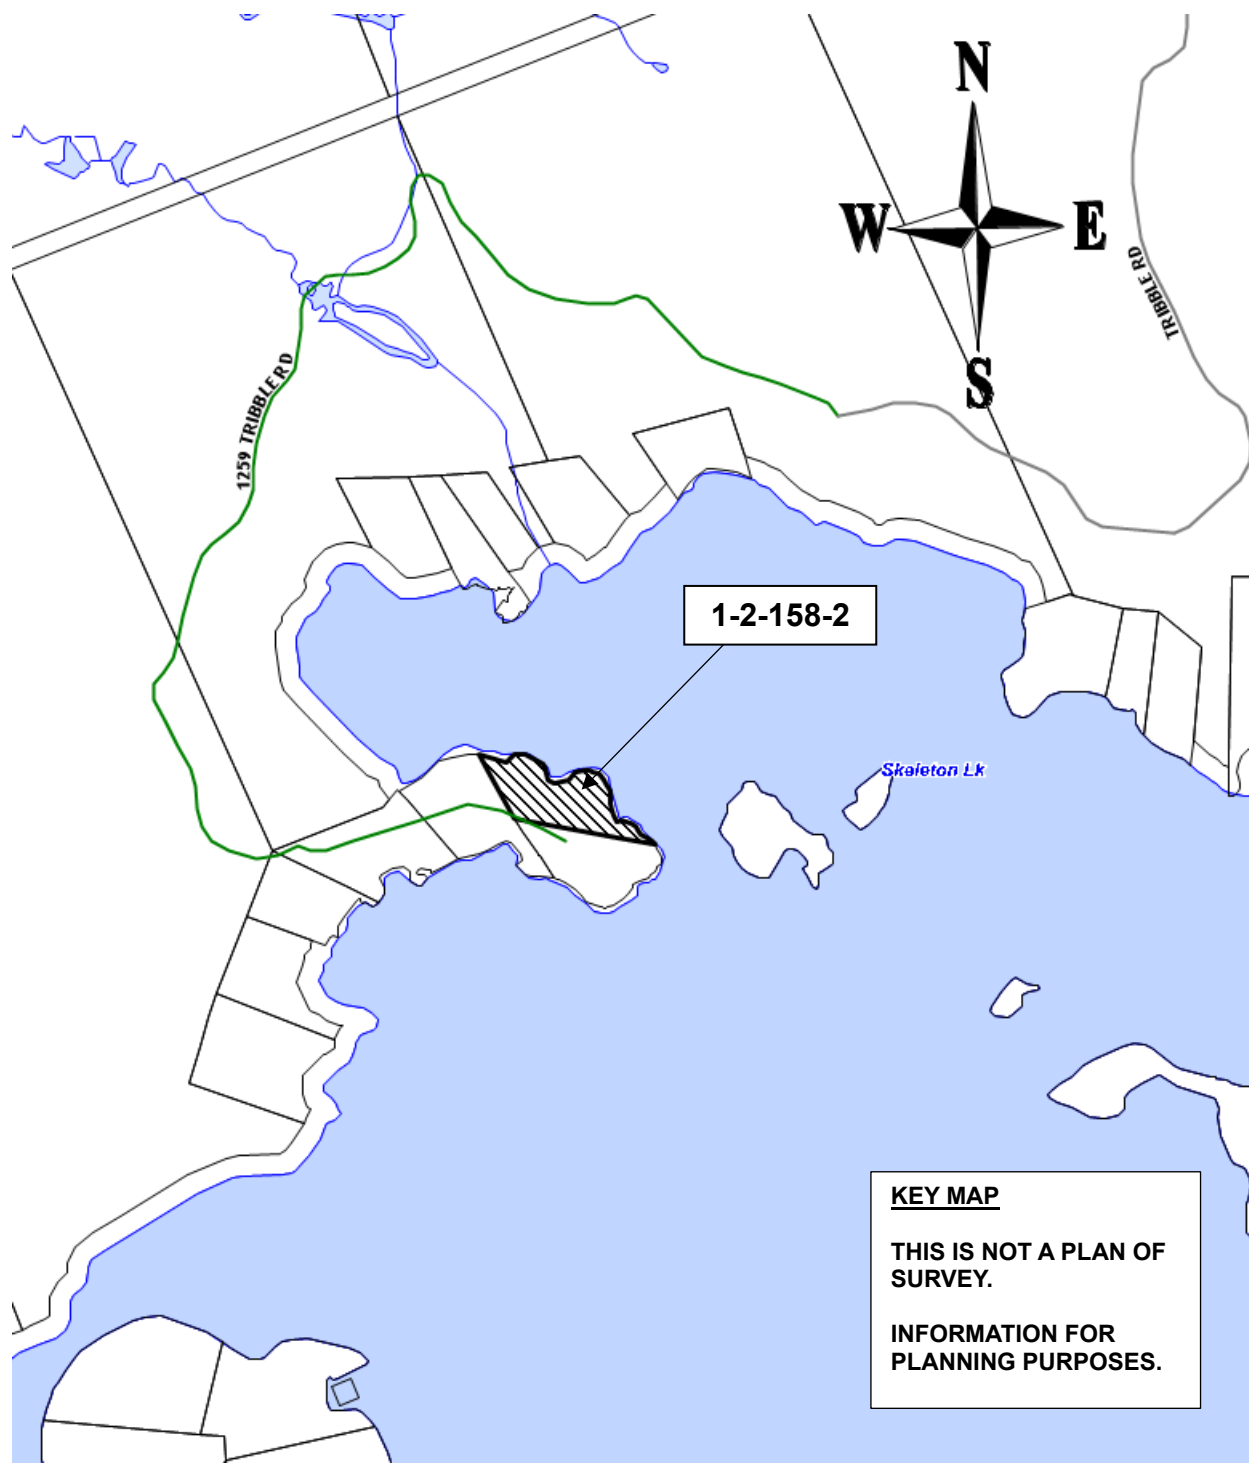 N
W
E
S
TRIBBLE RD
1259 TRIBBLE RD
1-2-158-2
Skeleton Lk
KEY MAP
THIS IS NOT A PLAN OF
SURVEY.
INFORMATION FOR
PLANNING PURPOSES.